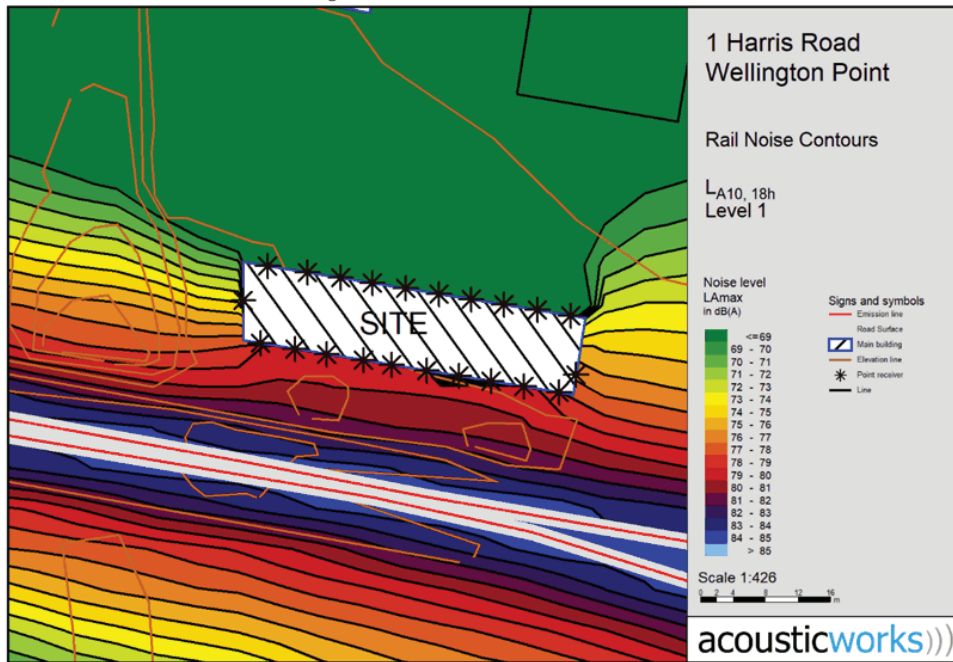 1 Harris Road
Wellington Point
Rail Noise Contours
LA10, 18h
Level 1
SITE
Noise level
LAmax
in dB(A)
<=69
69 - 70
70 - 71
71 - 72
72 - 73
73 - 74
74 - 75
75 - 76
76 - 77
77 - 78
78 - 79
79 - 80
80 - 81
81 - 82
82 - 83
83 - 84
84 - 85
> 85
Signs and symbols
Emission line
Road Surface
Main building
Elevation line
Point receiver
Line
Scale 1:426
0 2 4 8 12 16
m
acousticworks)))